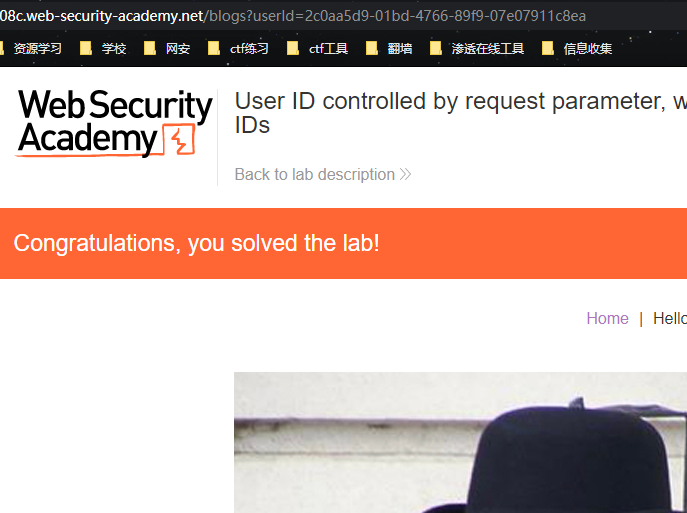 08c.web-security-academy.net/blogs?userId=2c0aa5d9-01bd-4766-89f9-07e07911c8ea
资源学习 学校 网安 ctf练习 ctf工具 翻墙 渗透在线工具 信息收集
WebSecurity
Academy
User ID controlled by request parameter, w
IDs
Back to lab description
Congratulations, you solved the lab!
Home | Hello